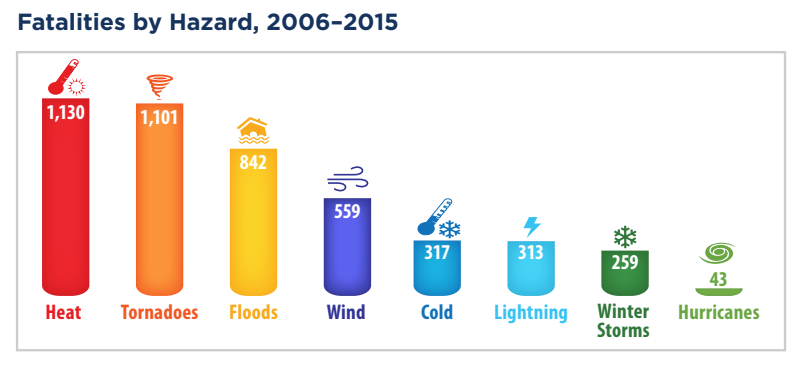 Fatalities by Hazard, 2006–2015
1,130
1,101
842
559
317
313
259
43
Heat
Tornadoes
Floods
Wind
Cold
Lightning
Winter
Storms
Hurricanes